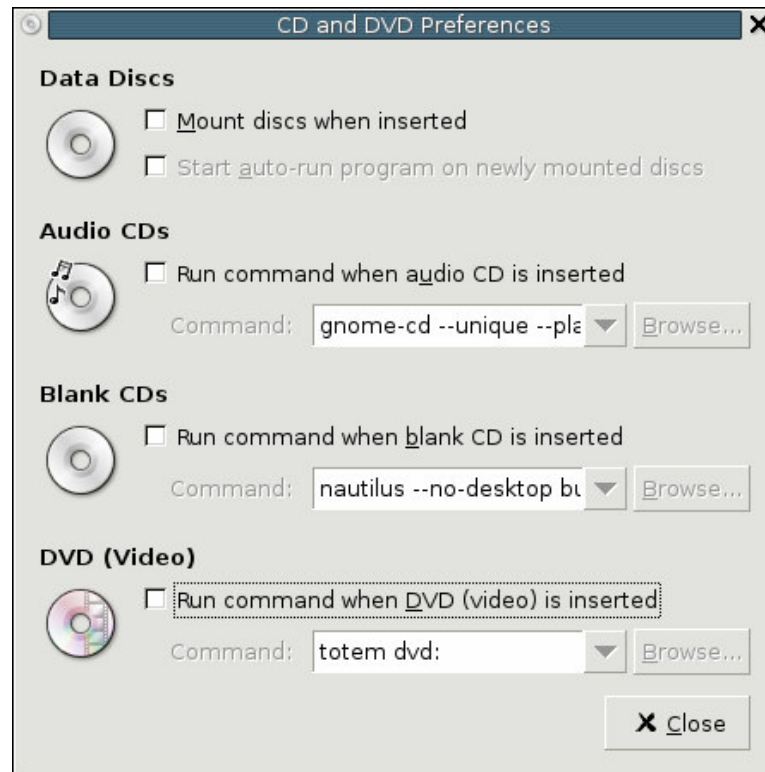 CD and DVD Preferences
Data Discs
Mount discs when inserted
Start auto-run program on newly mounted discs
Audio CDs
Run command when audio CD is inserted
Command: gnome-cd --unique --pla Browse...
Blank CDs
Run command when blank CD is inserted
Command: nautilus --no-desktop bu Browse...
DVD (Video)
Run command when DVD (video) is inserted
Command: totem dvd: Browse...
Close